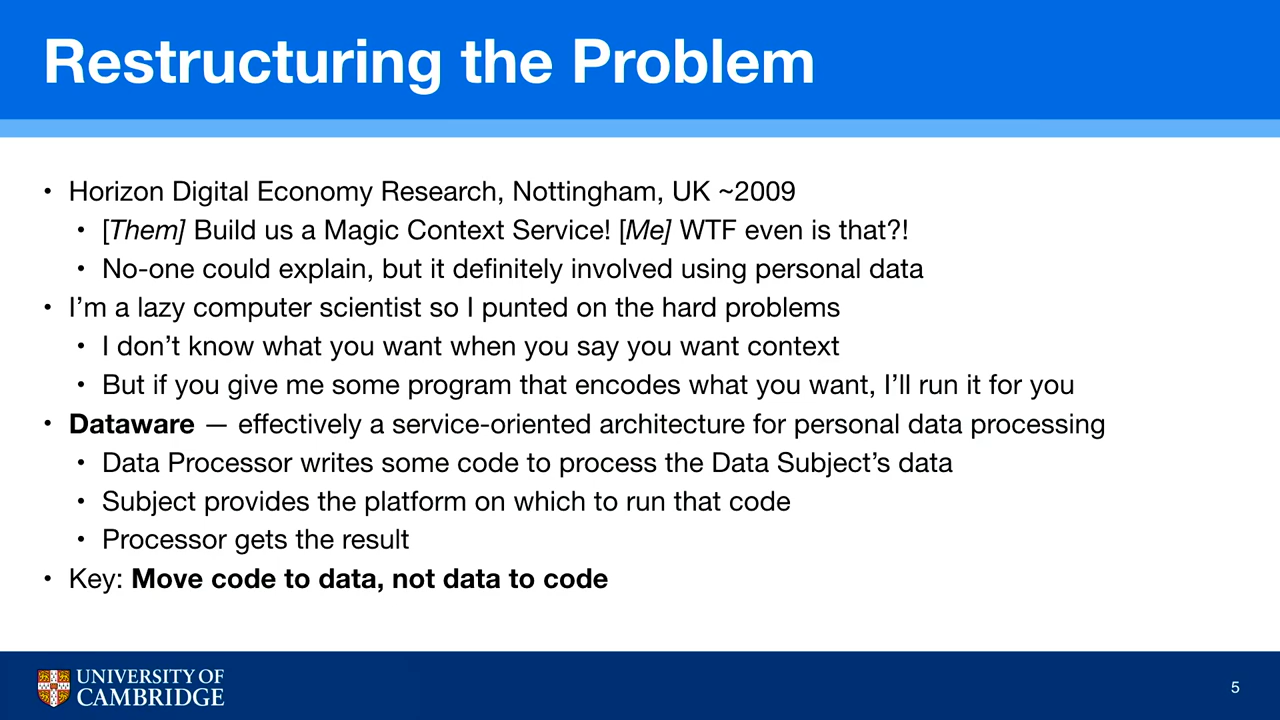 Restructuring the Problem
• Horizon Digital Economy Research, Nottingham, UK ~2009
• [Them] Build us a Magic Context Service! [Me] WTF even is that?!
• No-one could explain, but it definitely involved using personal data
• I’m a lazy computer scientist so I punted on the hard problems
• I don’t know what you want when you say you want context
• But if you give me some program that encodes what you want, I’ll run it for you
• Dataware — effectively a service-oriented architecture for personal data processing
• Data Processor writes some code to process the Data Subject’s data
• Subject provides the platform on which to run that code
• Processor gets the result
• Key: Move code to data, not data to code
UNIVERSITY OF
CAMBRIDGE
5